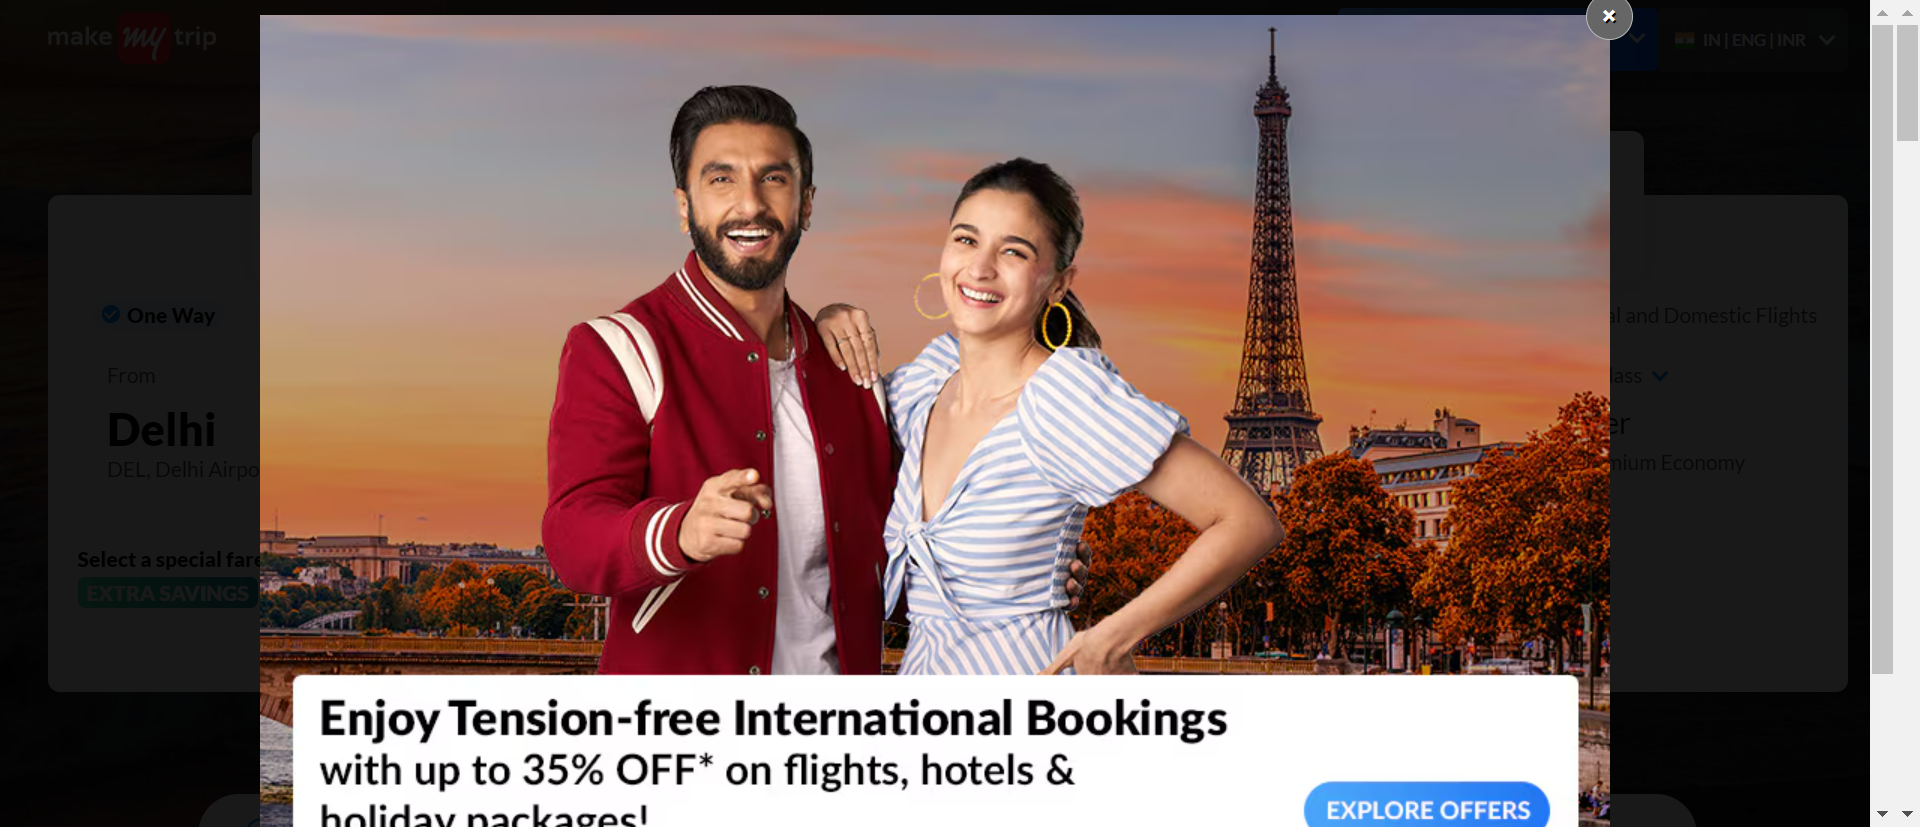 make my trip
IN | ENG | INR
One Way
al and Domestic Flights
From
lass
Delhi
er
DEL, Delhi Airpo
mium Economy
Select a special fare
EXTRA SAVINGS
Enjoy Tension-free International Bookings
with up to 35% OFF* on flights, hotels &
holiday packages!
EXPLORE OFFERS